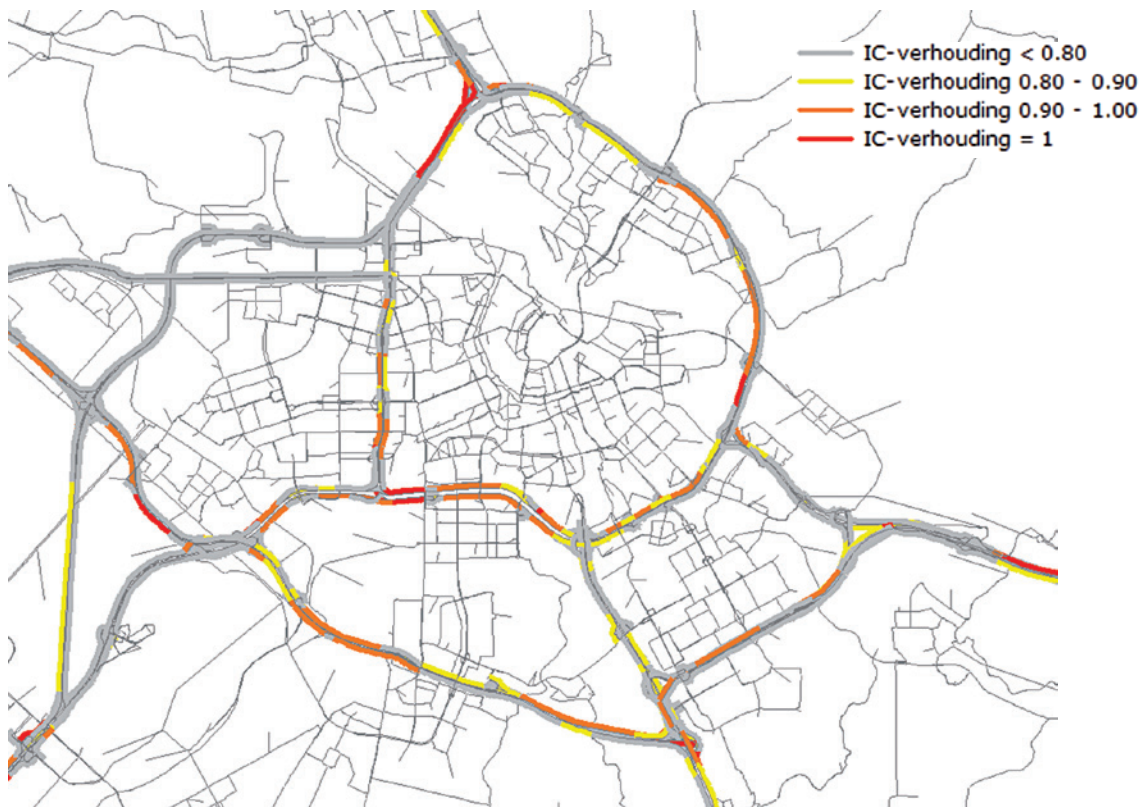 IC-verhouding < 0.80
IC-verhouding 0.80 - 0.90
IC-verhouding 0.90 - 1.00
IC-verhouding = 1